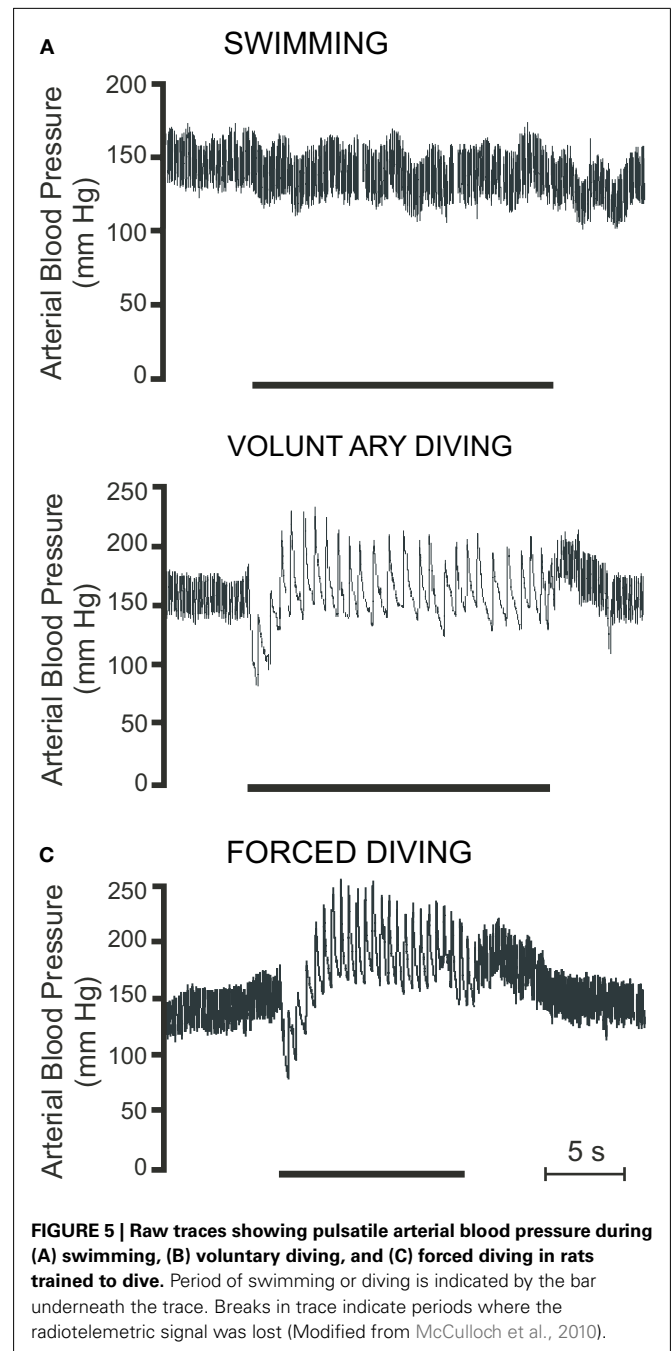 A
SWIMMING
200
150
100
50
0
Arterial Blood Pressure
(mm Hg)
VOLUNT ARY DIVING
250
200
150
100
50
0
Arterial Blood Pressure
(mm Hg)
C
FORCED DIVING
250
200
150
100
50
0
Arterial Blood Pressure
(mm Hg)
5 s
FIGURE 5 | Raw traces showing pulsatile arterial blood pressure during
(A) swimming, (B) voluntary diving, and (C) forced diving in rats
trained to dive. Period of swimming or diving is indicated by the bar
underneath the trace. Breaks in trace indicate periods where the
radiotelemetric signal was lost (Modified from McCulloch et al., 2010).